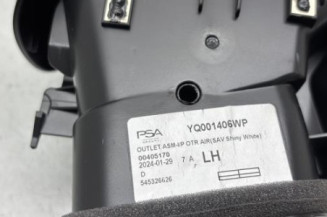 PSA YQ001406WP
OUTLET ASM-I/P OTR AIR(SAV Shiny White)
00405179
2024-01-29 7 A LH
D
545326626